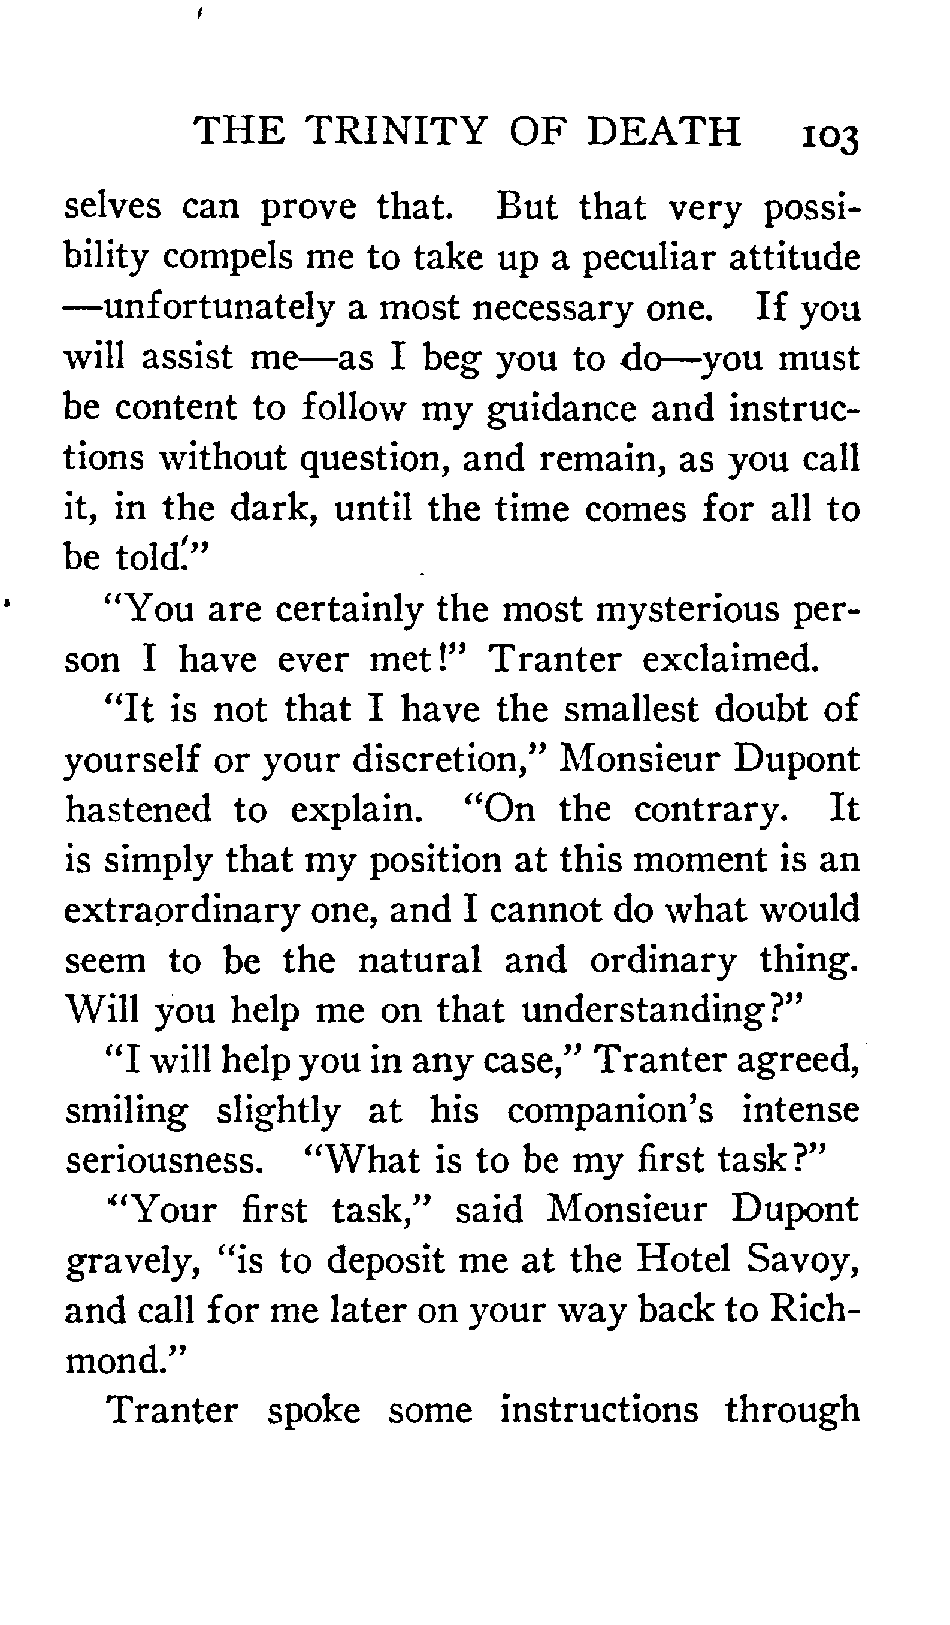 THE TRINITY OF DEATH 103
selves can prove that. But that very possi-
bility compels me to take up a peculiar attitude
—unfortunately a most necessary one. If you
will assist me—as I beg you to do—you must
be content to follow my guidance and instruc-
tions without question, and remain, as you call
it, in the dark, until the time comes for all to
be told."
"You are certainly the most mysterious per-
son I have ever met!" Tranter exclaimed.
"It is not that I have the smallest doubt of
yourself or your discretion," Monsieur Dupont
hastened to explain. "On the contrary. It
is simply that my position at this moment is an
extraordinary one, and I cannot do what would
seem to be the natural and ordinary thing.
Will you help me on that understanding?"
"I will help you in any case," Tranter agreed,
smiling slightly at his companion's intense
seriousness. "What is to be my first task?"
"Your first task," said Monsieur Dupont
gravely, "is to deposit me at the Hotel Savoy,
and call for me later on your way back to Rich-
mond."
Tranter spoke some instructions through